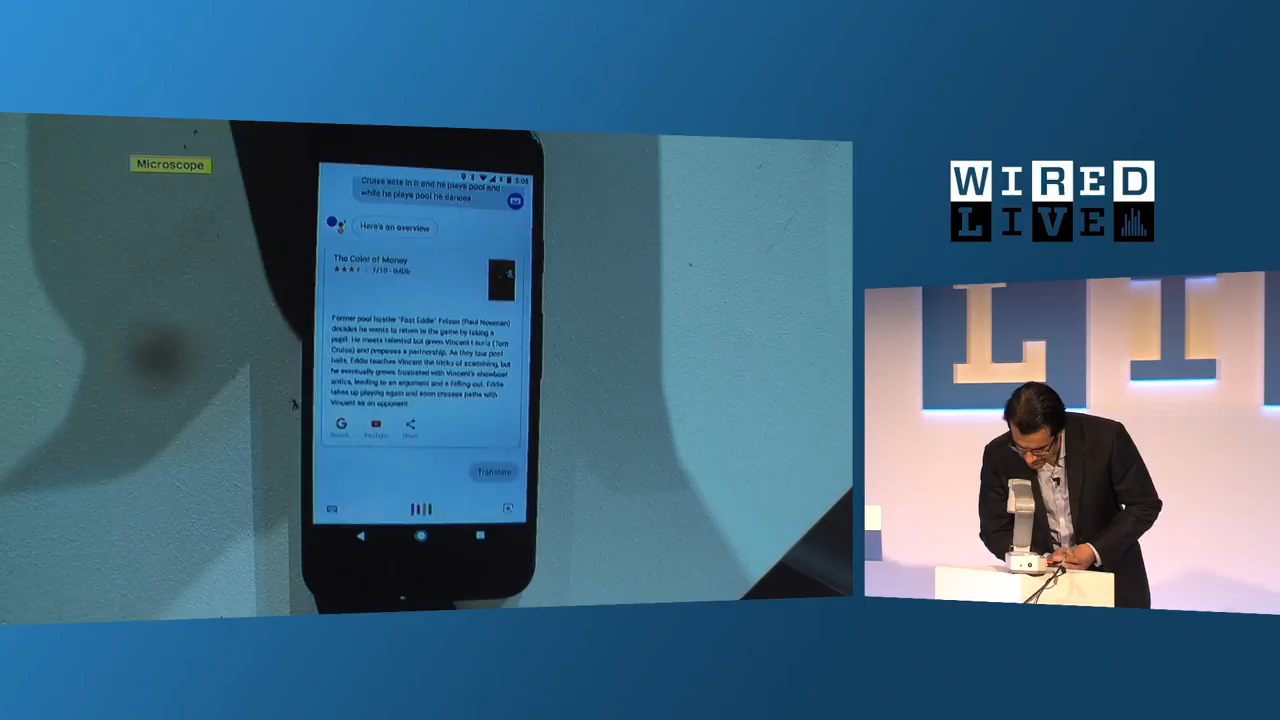 Microscope
5:05
Cruise acts in it and he plays pool and
while he plays pool he dances
Here's an overview
The Color of Money
7/10 - IMDb
Former pool hustler "Fast Eddie" Felson (Paul Newman)
decides he wants to return to the game by taking a
pupil. He meets talented but green Vincent Lauria (Tom
Cruise) and proposes a partnership. As they tour pool
halls, Eddie teaches Vincent the tricks of scamming, but
he eventually grows frustrated with Vincent's showboat
antics, leading to an argument and a falling out. Eddie
takes up playing again and soon crosses paths with
Vincent as an opponent
Search
YouTube
Share
Translate
WIRED
LIVE
L I